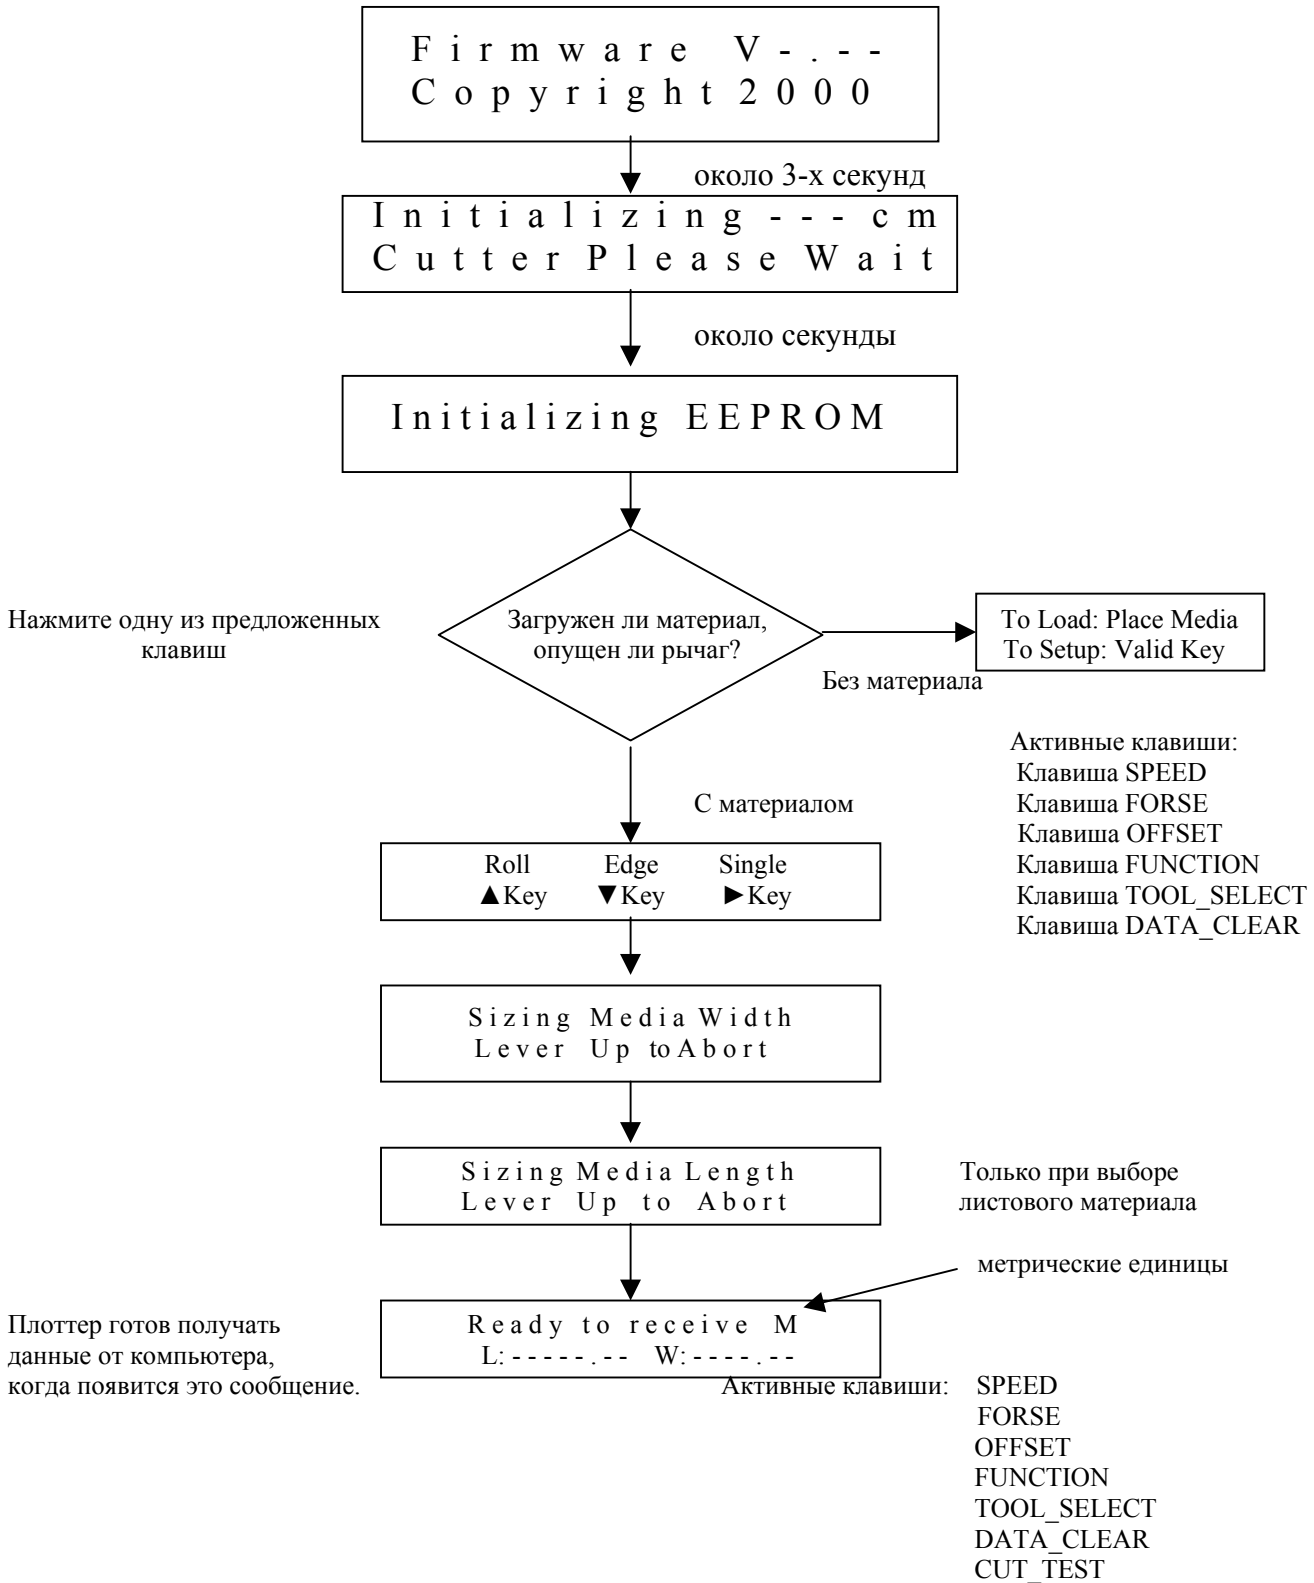 Firmware V-.--
Copyright 2000
около 3-х секунд
Initializing --- cm
Cutter Please Wait
около секунды
Initializing EEPROM
Нажмите одну из предложенных
клавиш
Загружен ли материал,
опущен ли рычаг?
To Load: Place Media
To Setup: Valid Key
Без материала
Активные клавиши:
Клавиша SPEED
Клавиша FORSE
Клавиша OFFSET
Клавиша FUNCTION
Клавиша TOOL_SELECT
Клавиша DATA_CLEAR
С материалом
Roll Edge Single
▲Key ▼Key ►Key
Sizing Media Width
Lever Up to Abort
Sizing Media Length
Lever Up to Abort
Только при выборе
листового материала
метрические единицы
Плоттер готов получать
данные от компьютера,
когда появится это сообщение.
Ready to receive M
L:-----.-- W:----.--
Активные клавиши: SPEED
FORSE
OFFSET
FUNCTION
TOOL_SELECT
DATA_CLEAR
CUT_TEST